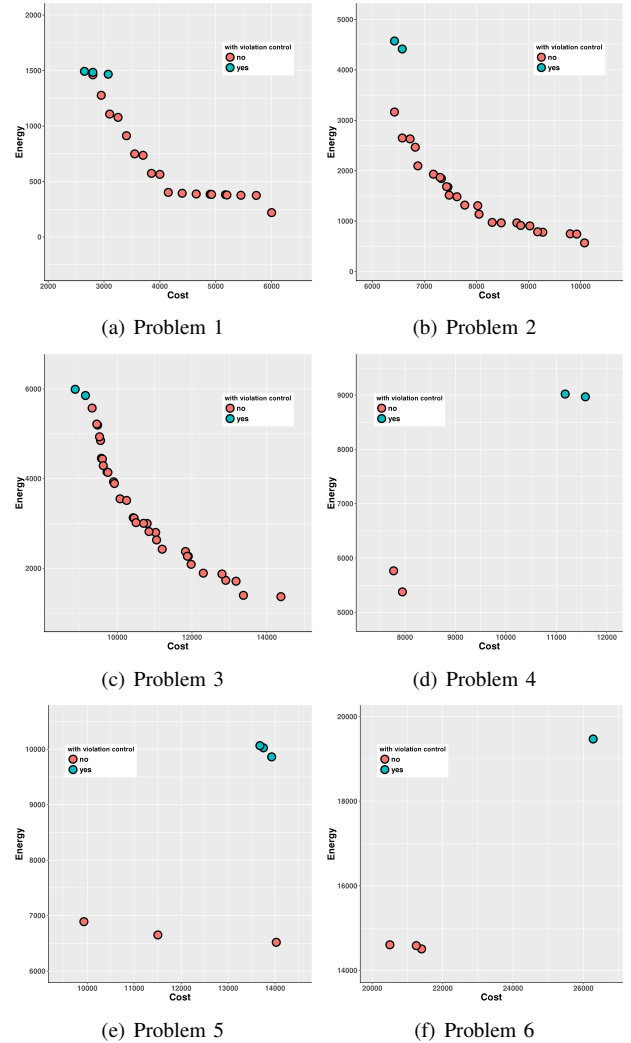 2000
1500
1000
500
0
Energy
with violation control
no
yes
2000 3000 4000 5000 6000
Cost
(a) Problem 1
5000
4000
3000
2000
1000
0
Energy
with violation control
no
yes
6000 7000 8000 9000 10000
Cost
(b) Problem 2
6000
4000
2000
Energy
with violation control
no
yes
10000 12000 14000
Cost
(c) Problem 3
9000
8000
7000
6000
5000
Energy
with violation control
no
yes
8000 9000 10000 11000 12000
Cost
(d) Problem 4
10000
9000
8000
7000
6000
Energy
with violation control
no
yes
10000 11000 12000 13000 14000
Cost
(e) Problem 5
20000
18000
16000
14000
Energy
with violation control
no
yes
20000 22000 24000 26000
Cost
(f) Problem 6